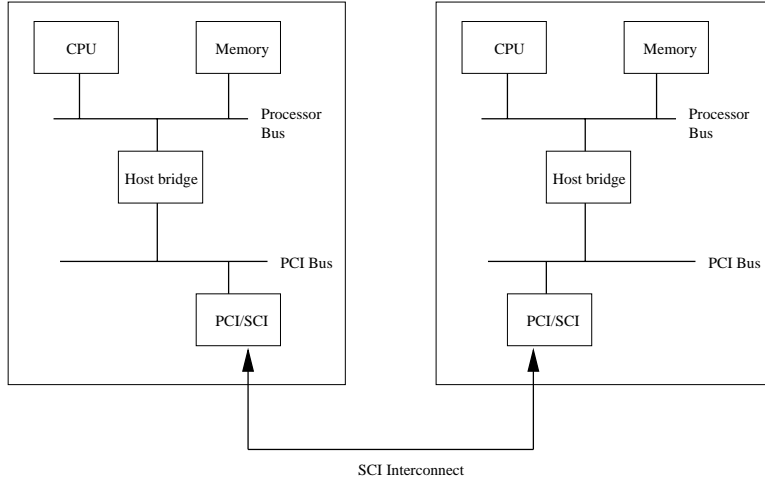 CPU
Memory
Processor
Bus
Host bridge
PCI Bus
PCI/SCI
CPU
Memory
Processor
Bus
Host bridge
PCI Bus
PCI/SCI
SCI Interconnect